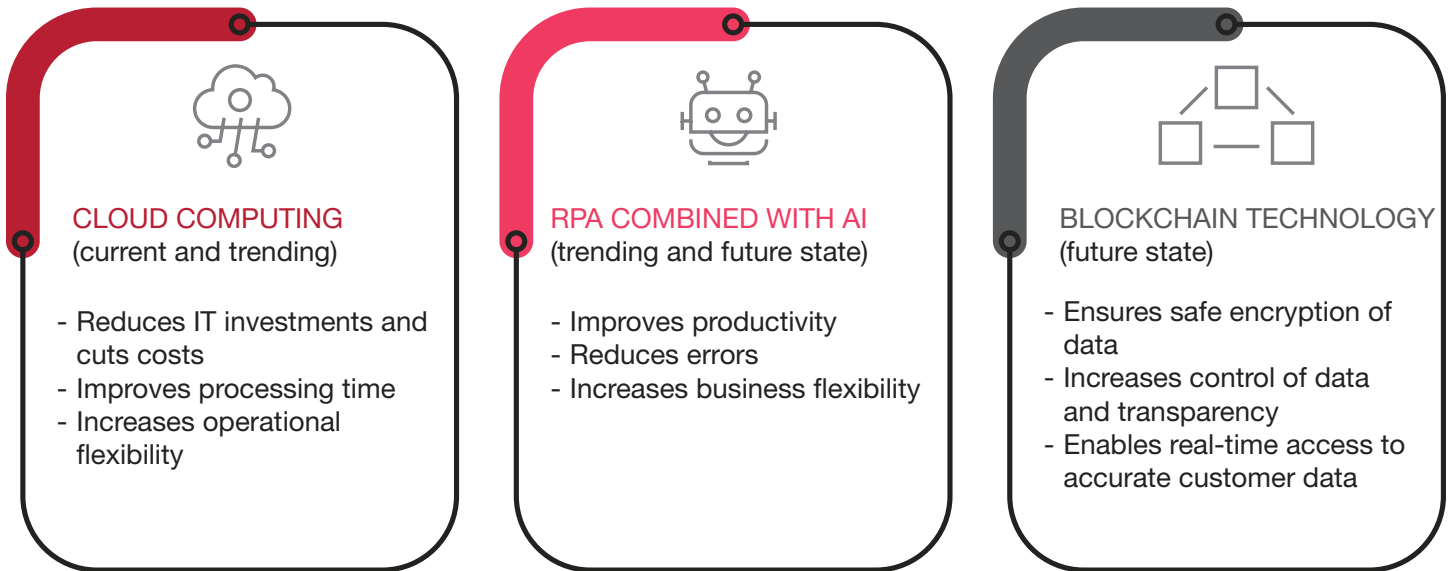 CLOUD COMPUTING
(current and trending)
- Reduces IT investments and
cuts costs
- Improves processing time
- Increases operational
flexibility
RPA COMBINED WITH AI
(trending and future state)
- Improves productivity
- Reduces errors
- Increases business flexibility
BLOCKCHAIN TECHNOLOGY
(future state)
- Ensures safe encryption of
data
- Increases control of data
and transparency
- Enables real-time access to
accurate customer data